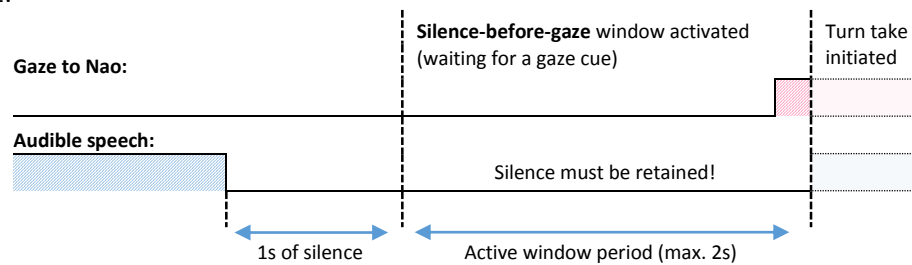 Silence-before-gaze window activated
(waiting for a gaze cue)
Turn take
initiated
Gaze to Nao:
Audible speech:
Silence must be retained!
1s of silence
Active window period (max. 2s)